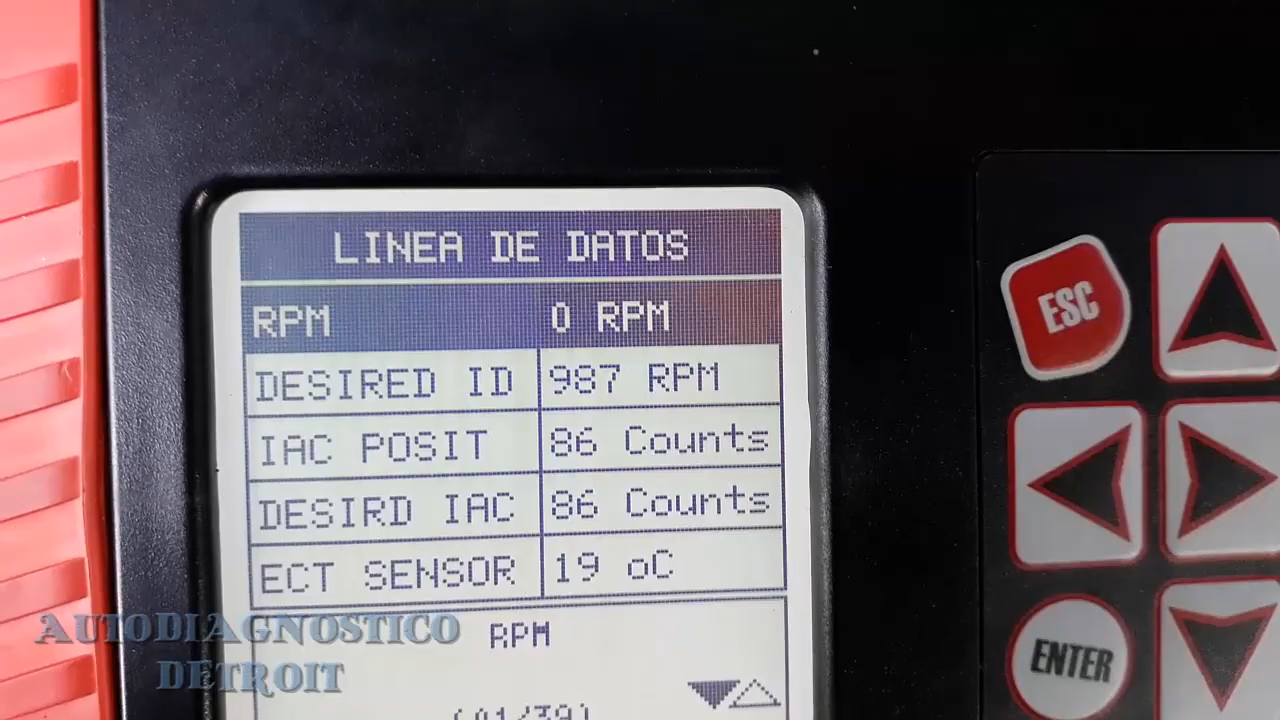 LINEA DE DATOS
RPM 0 RPM
DESIRED ID 987 RPM
IAC POSIT 86 Counts
DESIRD IAC 86 Counts
ECT SENSOR 19 oC
RPM
(01/39)
ESC
ENTER
AUTODIAGNOSTICO
DETROIT